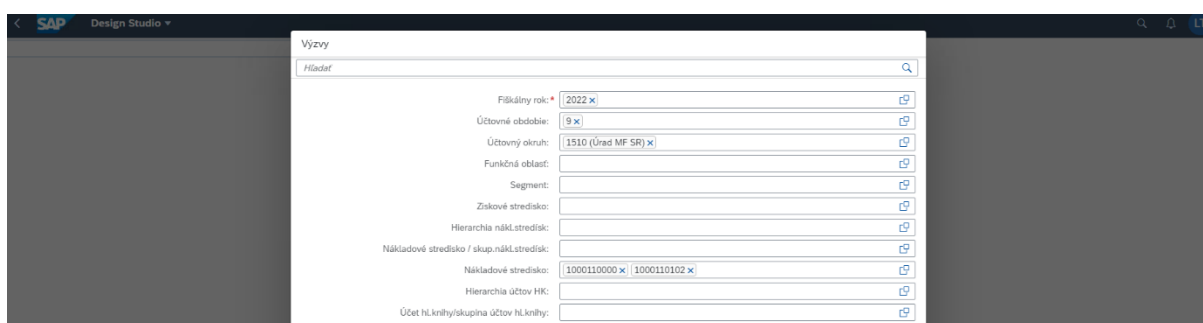 SAP Design Studio
LT
Výzvy
Hľadať
Fiškálny rok:* 2022
Účtovné obdobie: 9
Účtovný okruh: 1510 (Úrad MF SR)
Funkčná oblasť:
Segment:
Ziskové stredisko:
Hierarchia nákl.stredísk:
Nákladové stredisko / skup.nákl.stredísk:
Nákladové stredisko: 1000110000 1000110102
Hierarchia účtov HK:
Účet hl.knihy/skupina účtov hl.knihy: